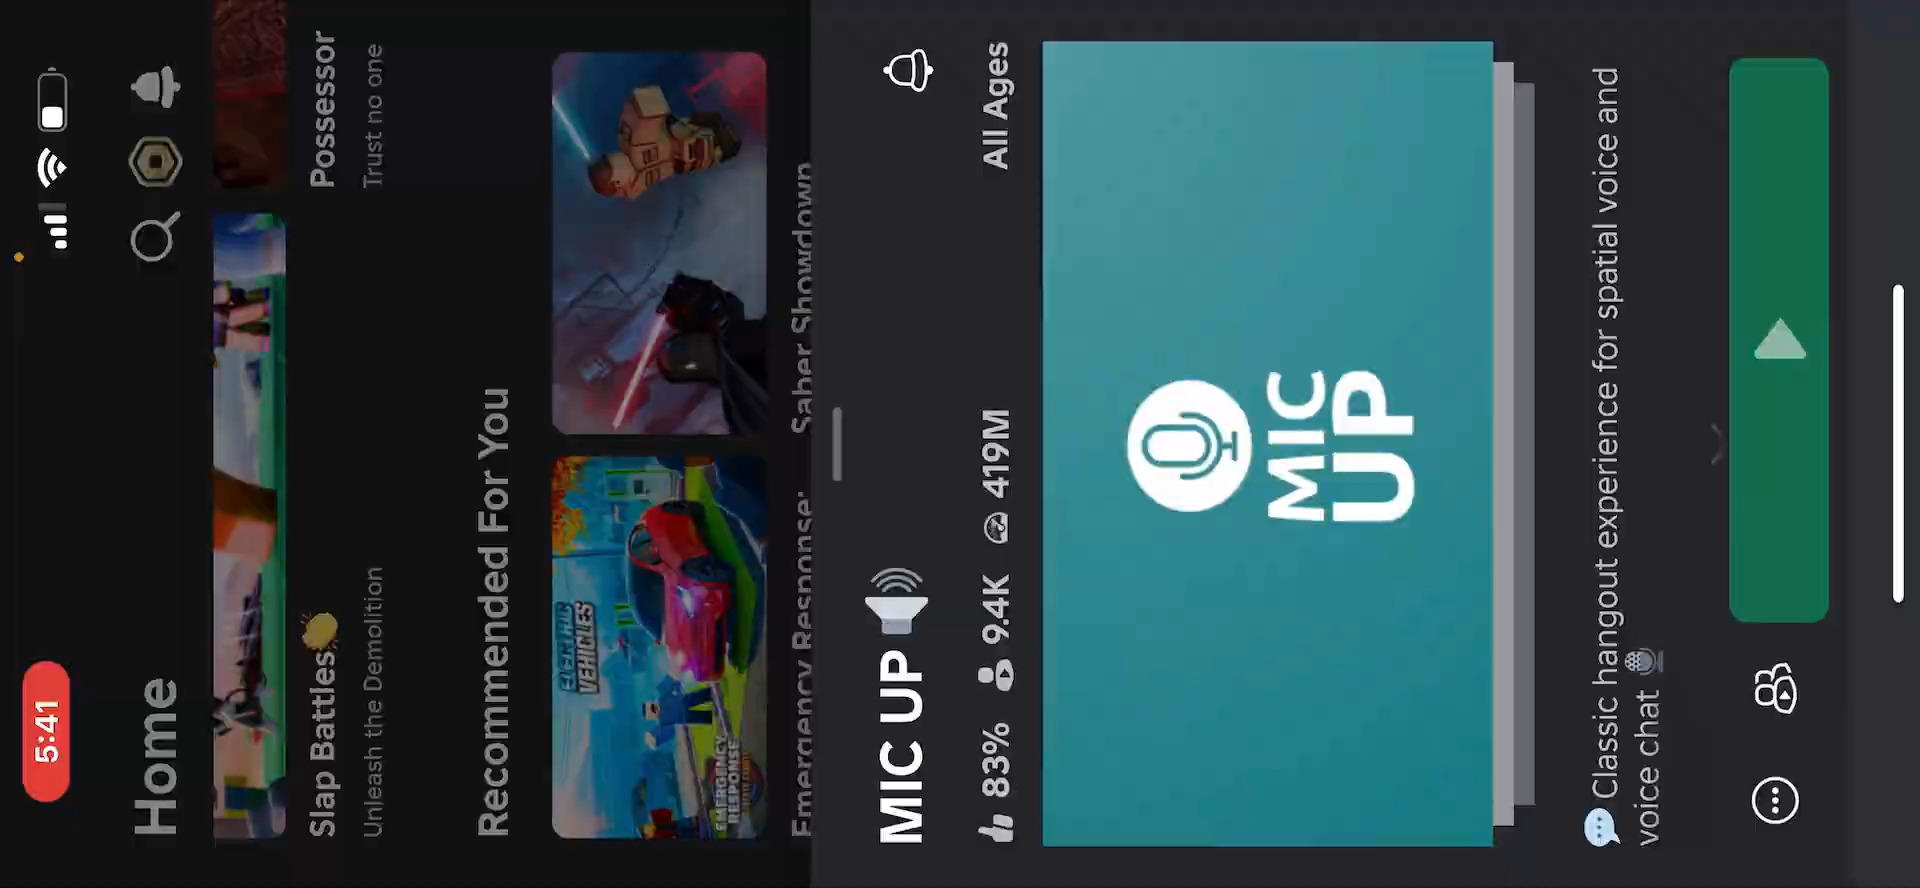 5:41
Home
Slap Battles
Unleash the Demolition
Possessor
Trust no one
Recommended For You
ELECTRIC
VEHICLES
EMERGENCY
RESPONSE
Emergency Response:
Saber Showdown
MIC UP
83% 9.4K 419M All Ages
MIC
UP
Classic hangout experience for spatial voice and
voice chat